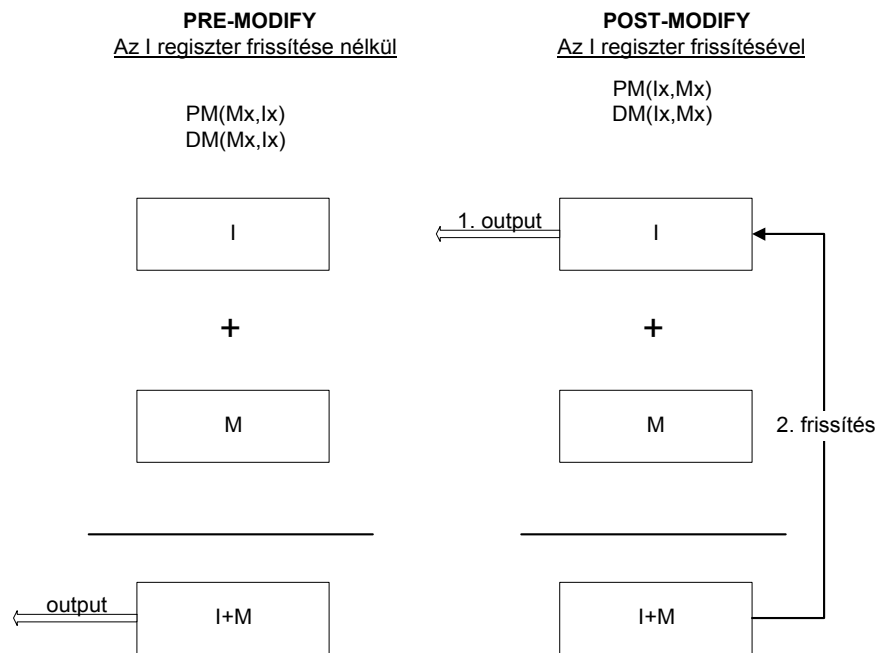 PRE-MODIFY
Az I regiszter frissítése nélkül
PM(Mx,Ix)
DM(Mx,Ix)
I
+
M
output
I+M
POST-MODIFY
Az I regiszter frissítésével
PM(Ix,Mx)
DM(Ix,Mx)
1. output
I
+
M
2. frissítés
I+M